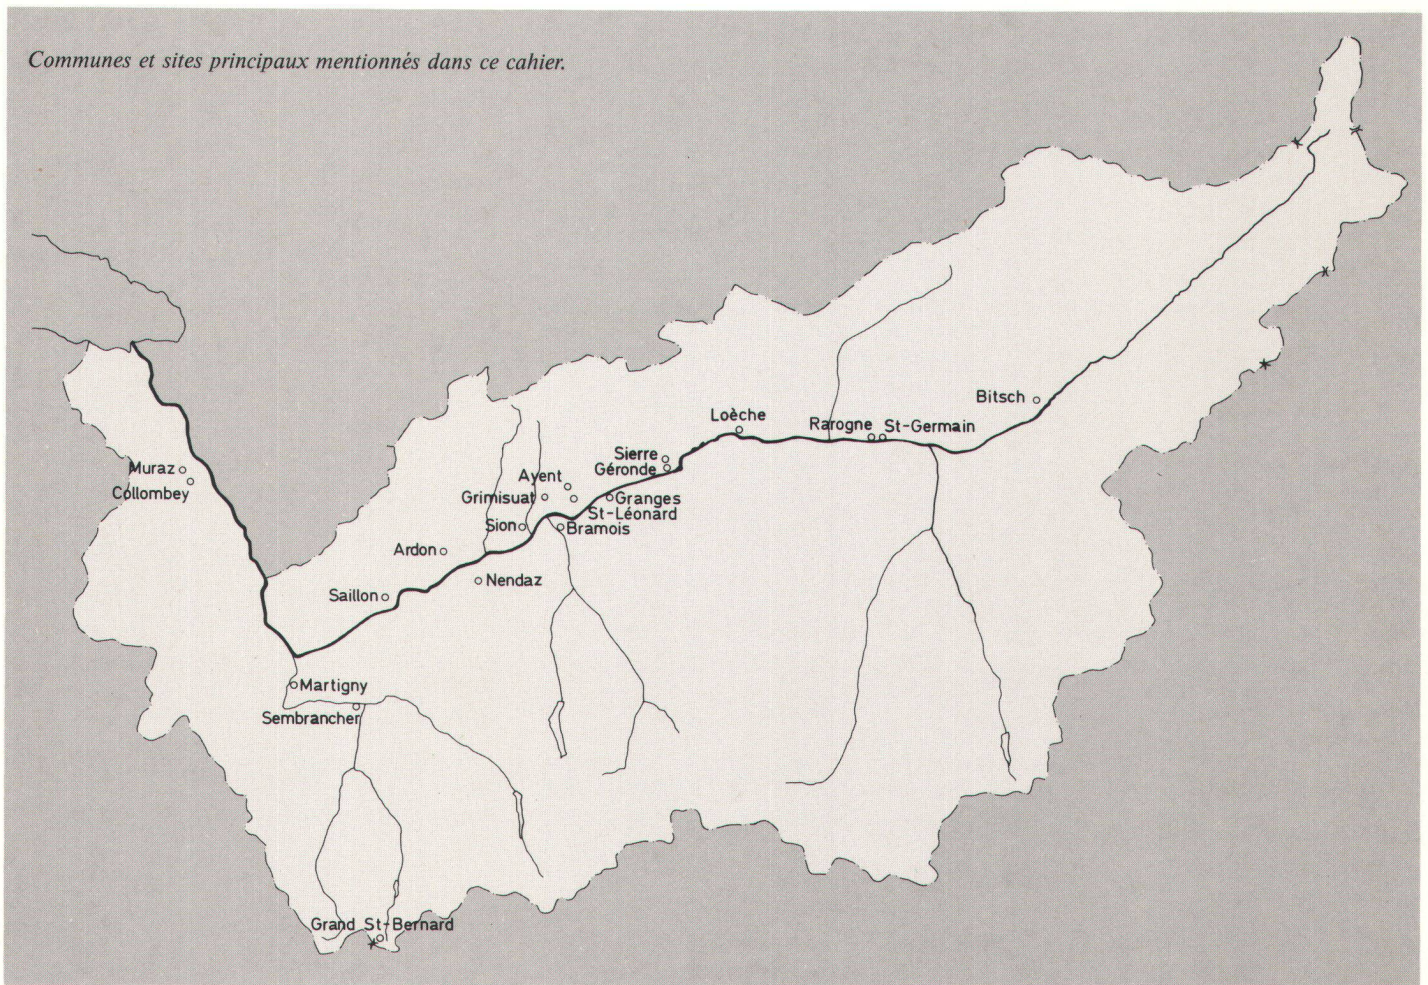 Communes et sites principaux mentionnés dans ce cahier.
Bitsch
Loèche
Rarogne
St-Germain
Sierre
Géronde
Muraz
Collombey
Ayent
Grimisuat
Granges
St-Léonard
Sion
Bramois
Ardon
Nendaz
Saillon
Martigny
Sembrancher
Grand St-Bernard